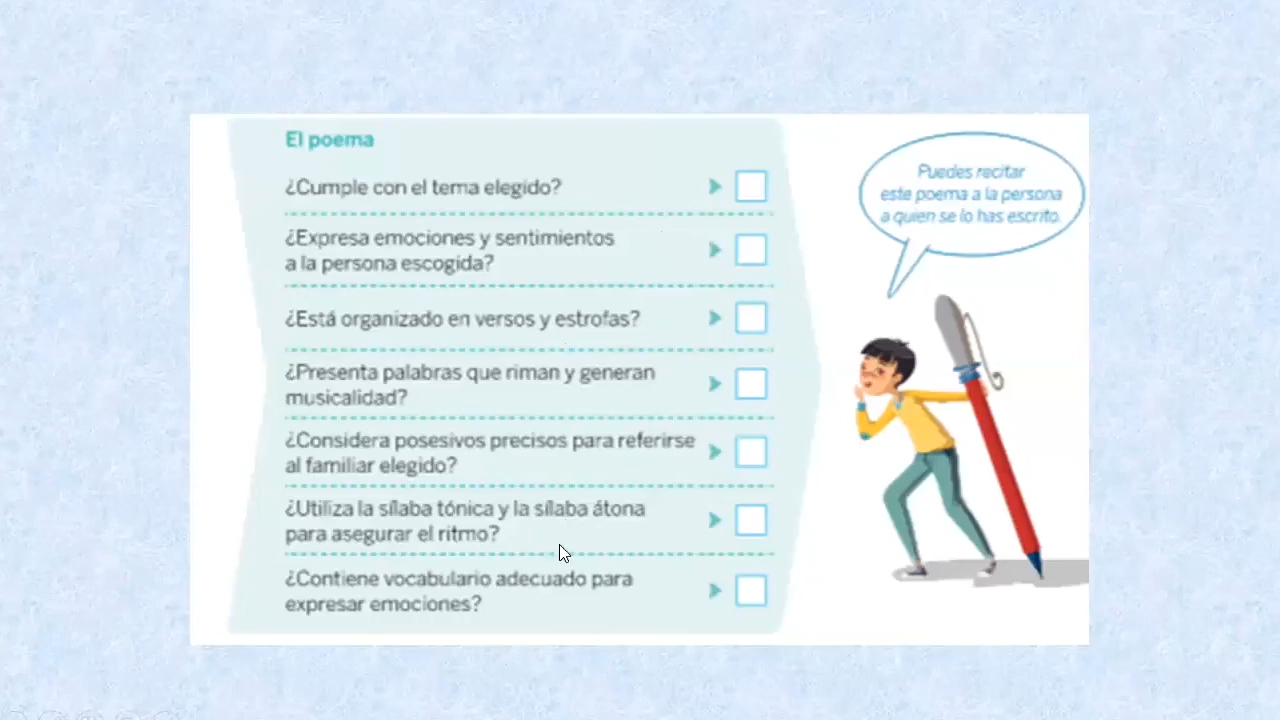 El poema
¿Cumple con el tema elegido?
¿Expresa emociones y sentimientos
a la persona escogida?
¿Está organizado en versos y estrofas?
¿Presenta palabras que riman y generan
musicalidad?
¿Considera posesivos precisos para referirse
al familiar elegido?
¿Utiliza la sílaba tónica y la sílaba átona
para asegurar el ritmo?
¿Contiene vocabulario adecuado para
expresar emociones?
Puedes recitar
este poema a la persona
a quien se lo has escrito.